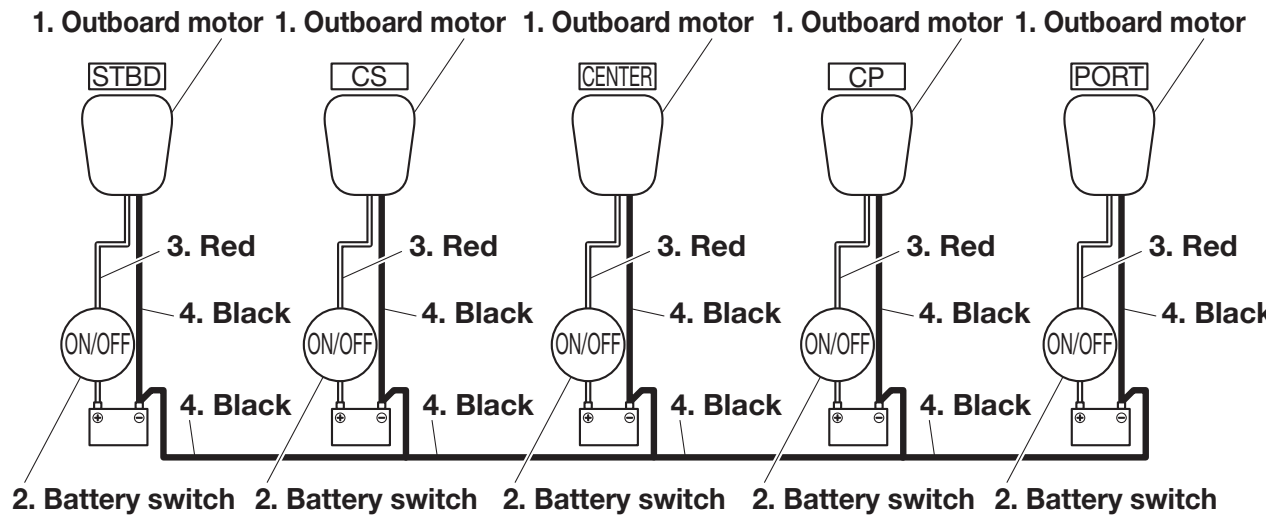 1. Outboard motor 1. Outboard motor 1. Outboard motor 1. Outboard motor 1. Outboard motor
STBD CS CENTER CP PORT
3. Red 3. Red 3. Red 3. Red 3. Red
4. Black 4. Black 4. Black 4. Black 4. Black
ON/OFF ON/OFF ON/OFF ON/OFF ON/OFF
4. Black 4. Black 4. Black 4. Black
+ − + − + − + − + −
2. Battery switch 2. Battery switch 2. Battery switch 2. Battery switch 2. Battery switch